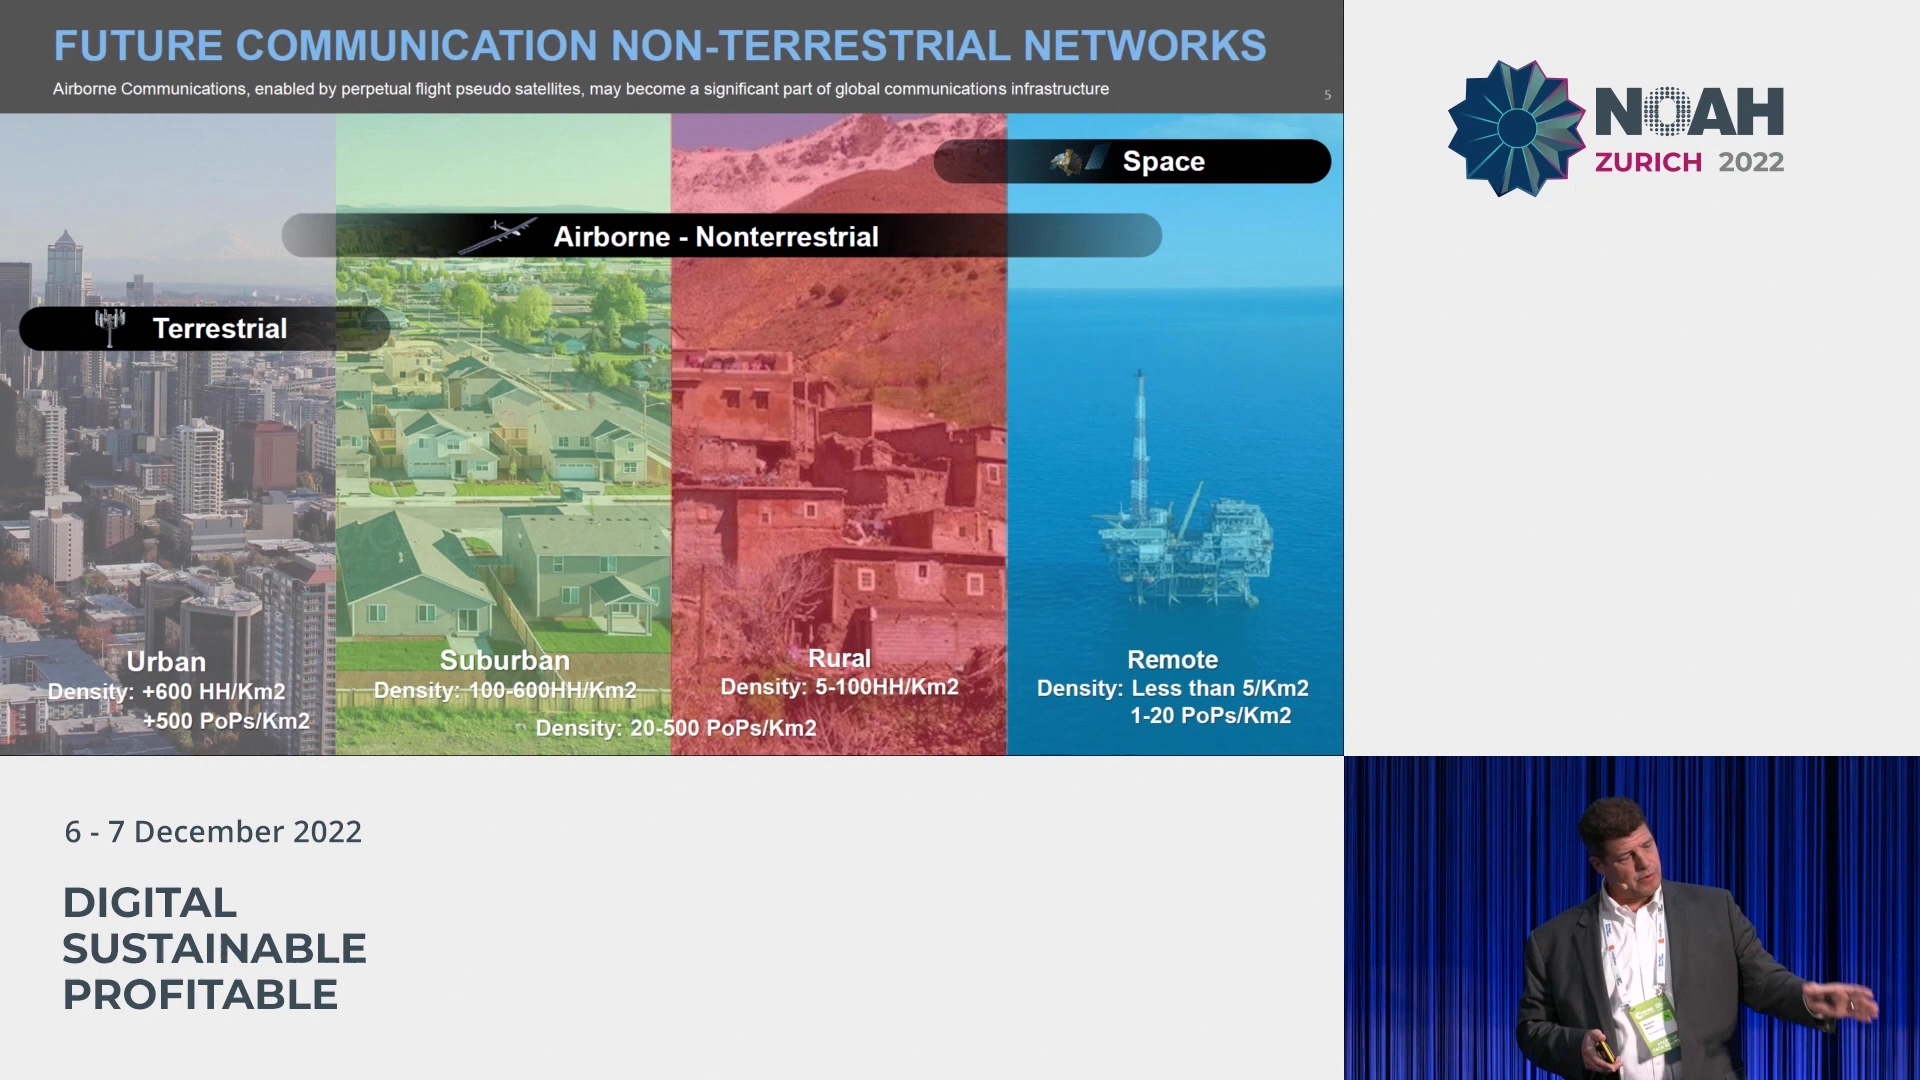 FUTURE COMMUNICATION NON-TERRESTRIAL NETWORKS
Airborne Communications, enabled by perpetual flight pseudo satellites, may become a significant part of global communications infrastructure
5
Space
Airborne - Nonterrestrial
Terrestrial
Urban
Density: +600 HH/Km2
+500 PoPs/Km2
Suburban
Density: 100-600HH/Km2
Rural
Density: 5-100HH/Km2
Density: 20-500 PoPs/Km2
Remote
Density: Less than 5/Km2
1-20 PoPs/Km2
NOAH
ZURICH 2022
6 - 7 December 2022
DIGITAL
SUSTAINABLE
PROFITABLE